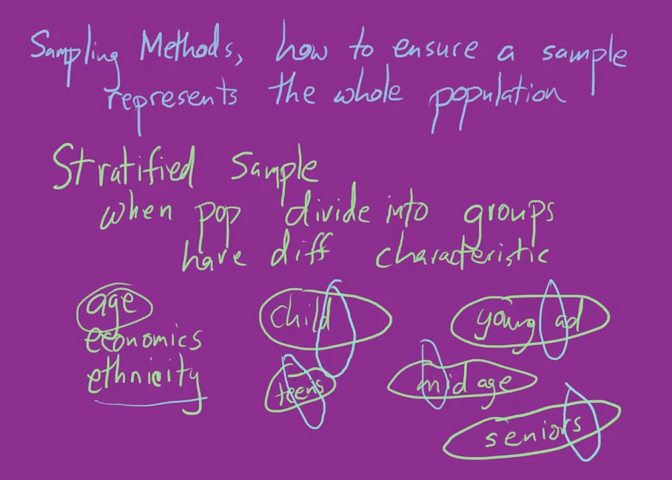 Sampling Methods, how to ensure a sample
represents the whole population
Stratified Sample
when pop divide into groups
have diff characteristic
age
economics
ethnicity
child
young ad
teens
mid age
seniors